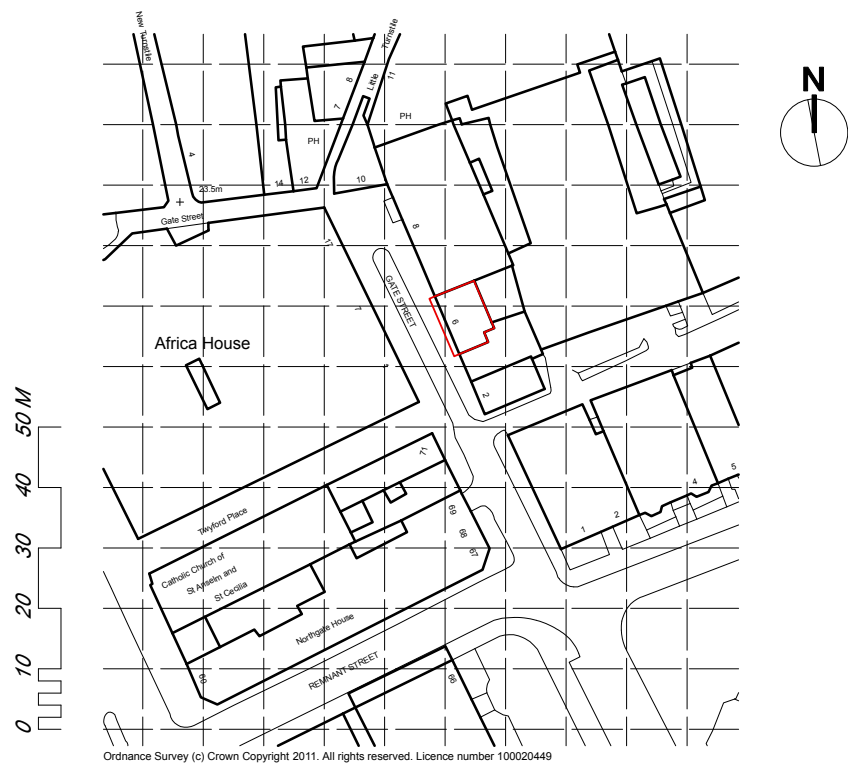 New Turnstile
Little
Turnstile
8
11
7
PH
PH
N
4
14
12
10
23.5m
Gate Street
17
8
GATE STREET
7
6
Africa House
2
50 M
40
30
20
10
0
71
Twyford Place
69
68
67
1
2
4
5
Catholic Church of
St Anselm and
St Cecilia
Northgate House
REMNANT STREET
60
66
Ordnance Survey (c) Crown Copyright 2011. All rights reserved. Licence number 100020449